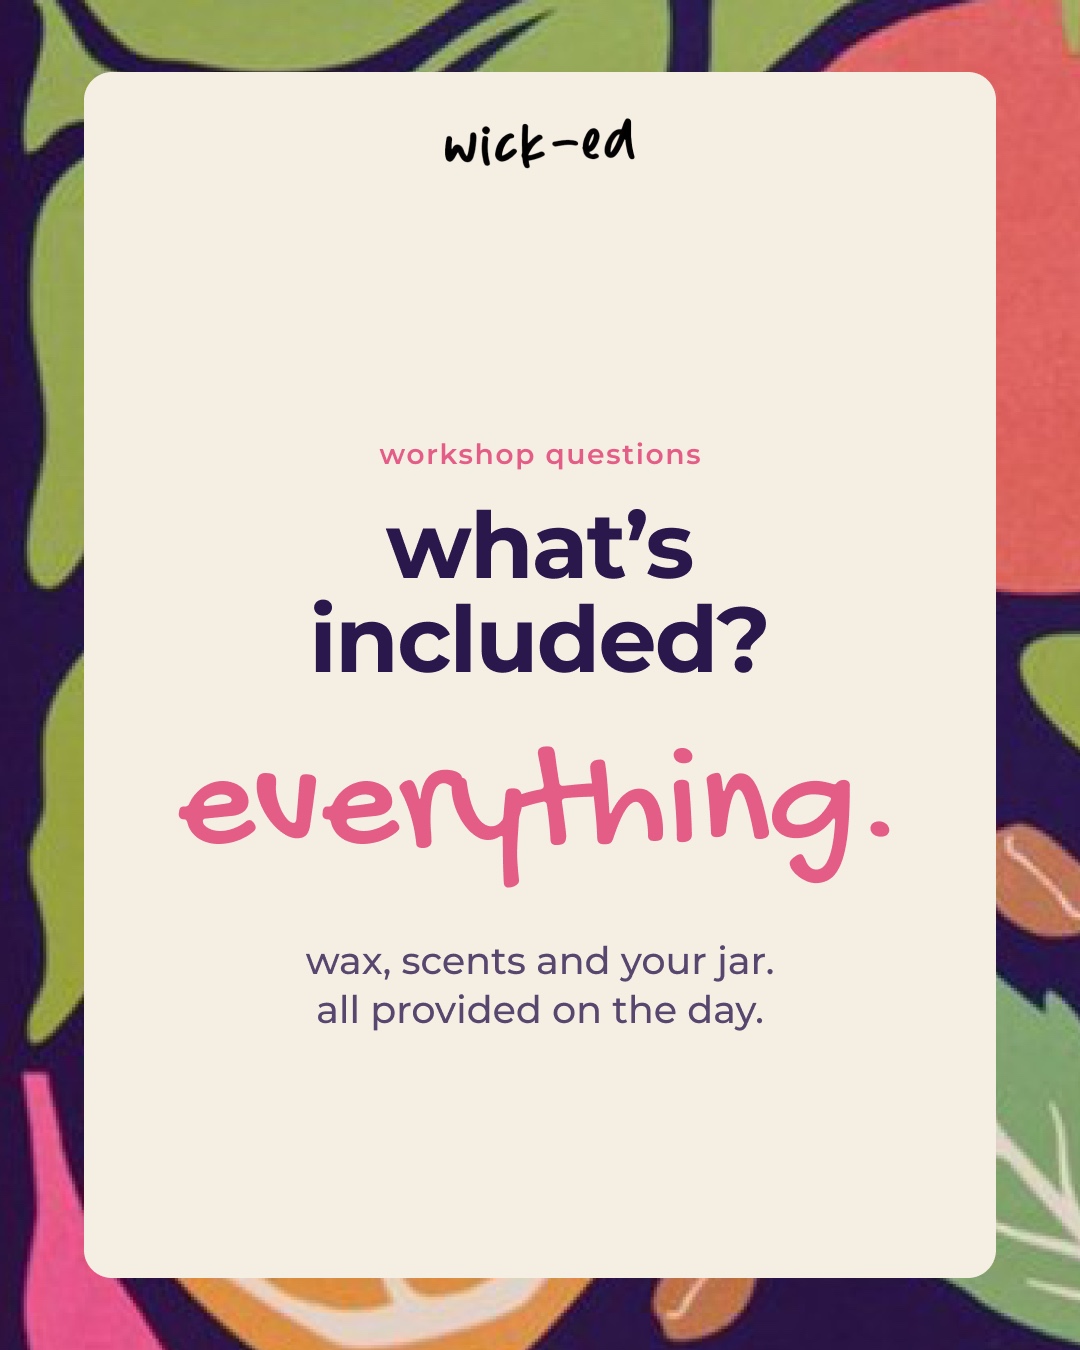 wick-ed
workshop questions
what’s
included?
everything.
wax, scents and your jar.
all provided on the day.